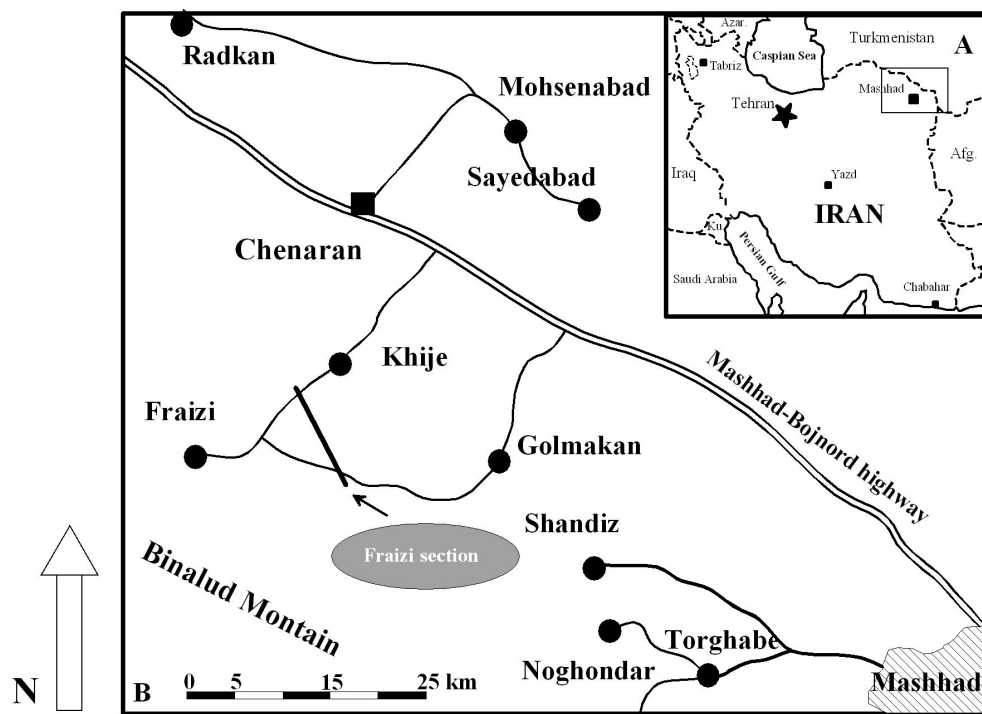 Radkan
Mohsenabad
Sayedabad
Chenaran
Khije
Fraizi
Golmakan
Mashhad-Bojnord highway
Shandiz
Fraizi section
Binalud Montain
Torghabe
Noghondar
Mashhad
N
B
0 5 15 25 km
A
Azar.
Caspian Sea
Turkmenistan
Tabriz
Mashhad
Tehran
Afg.
Iraq
Yazd
IRAN
Ku.
Persian Gulf
Saudi Arabia
Chabahar